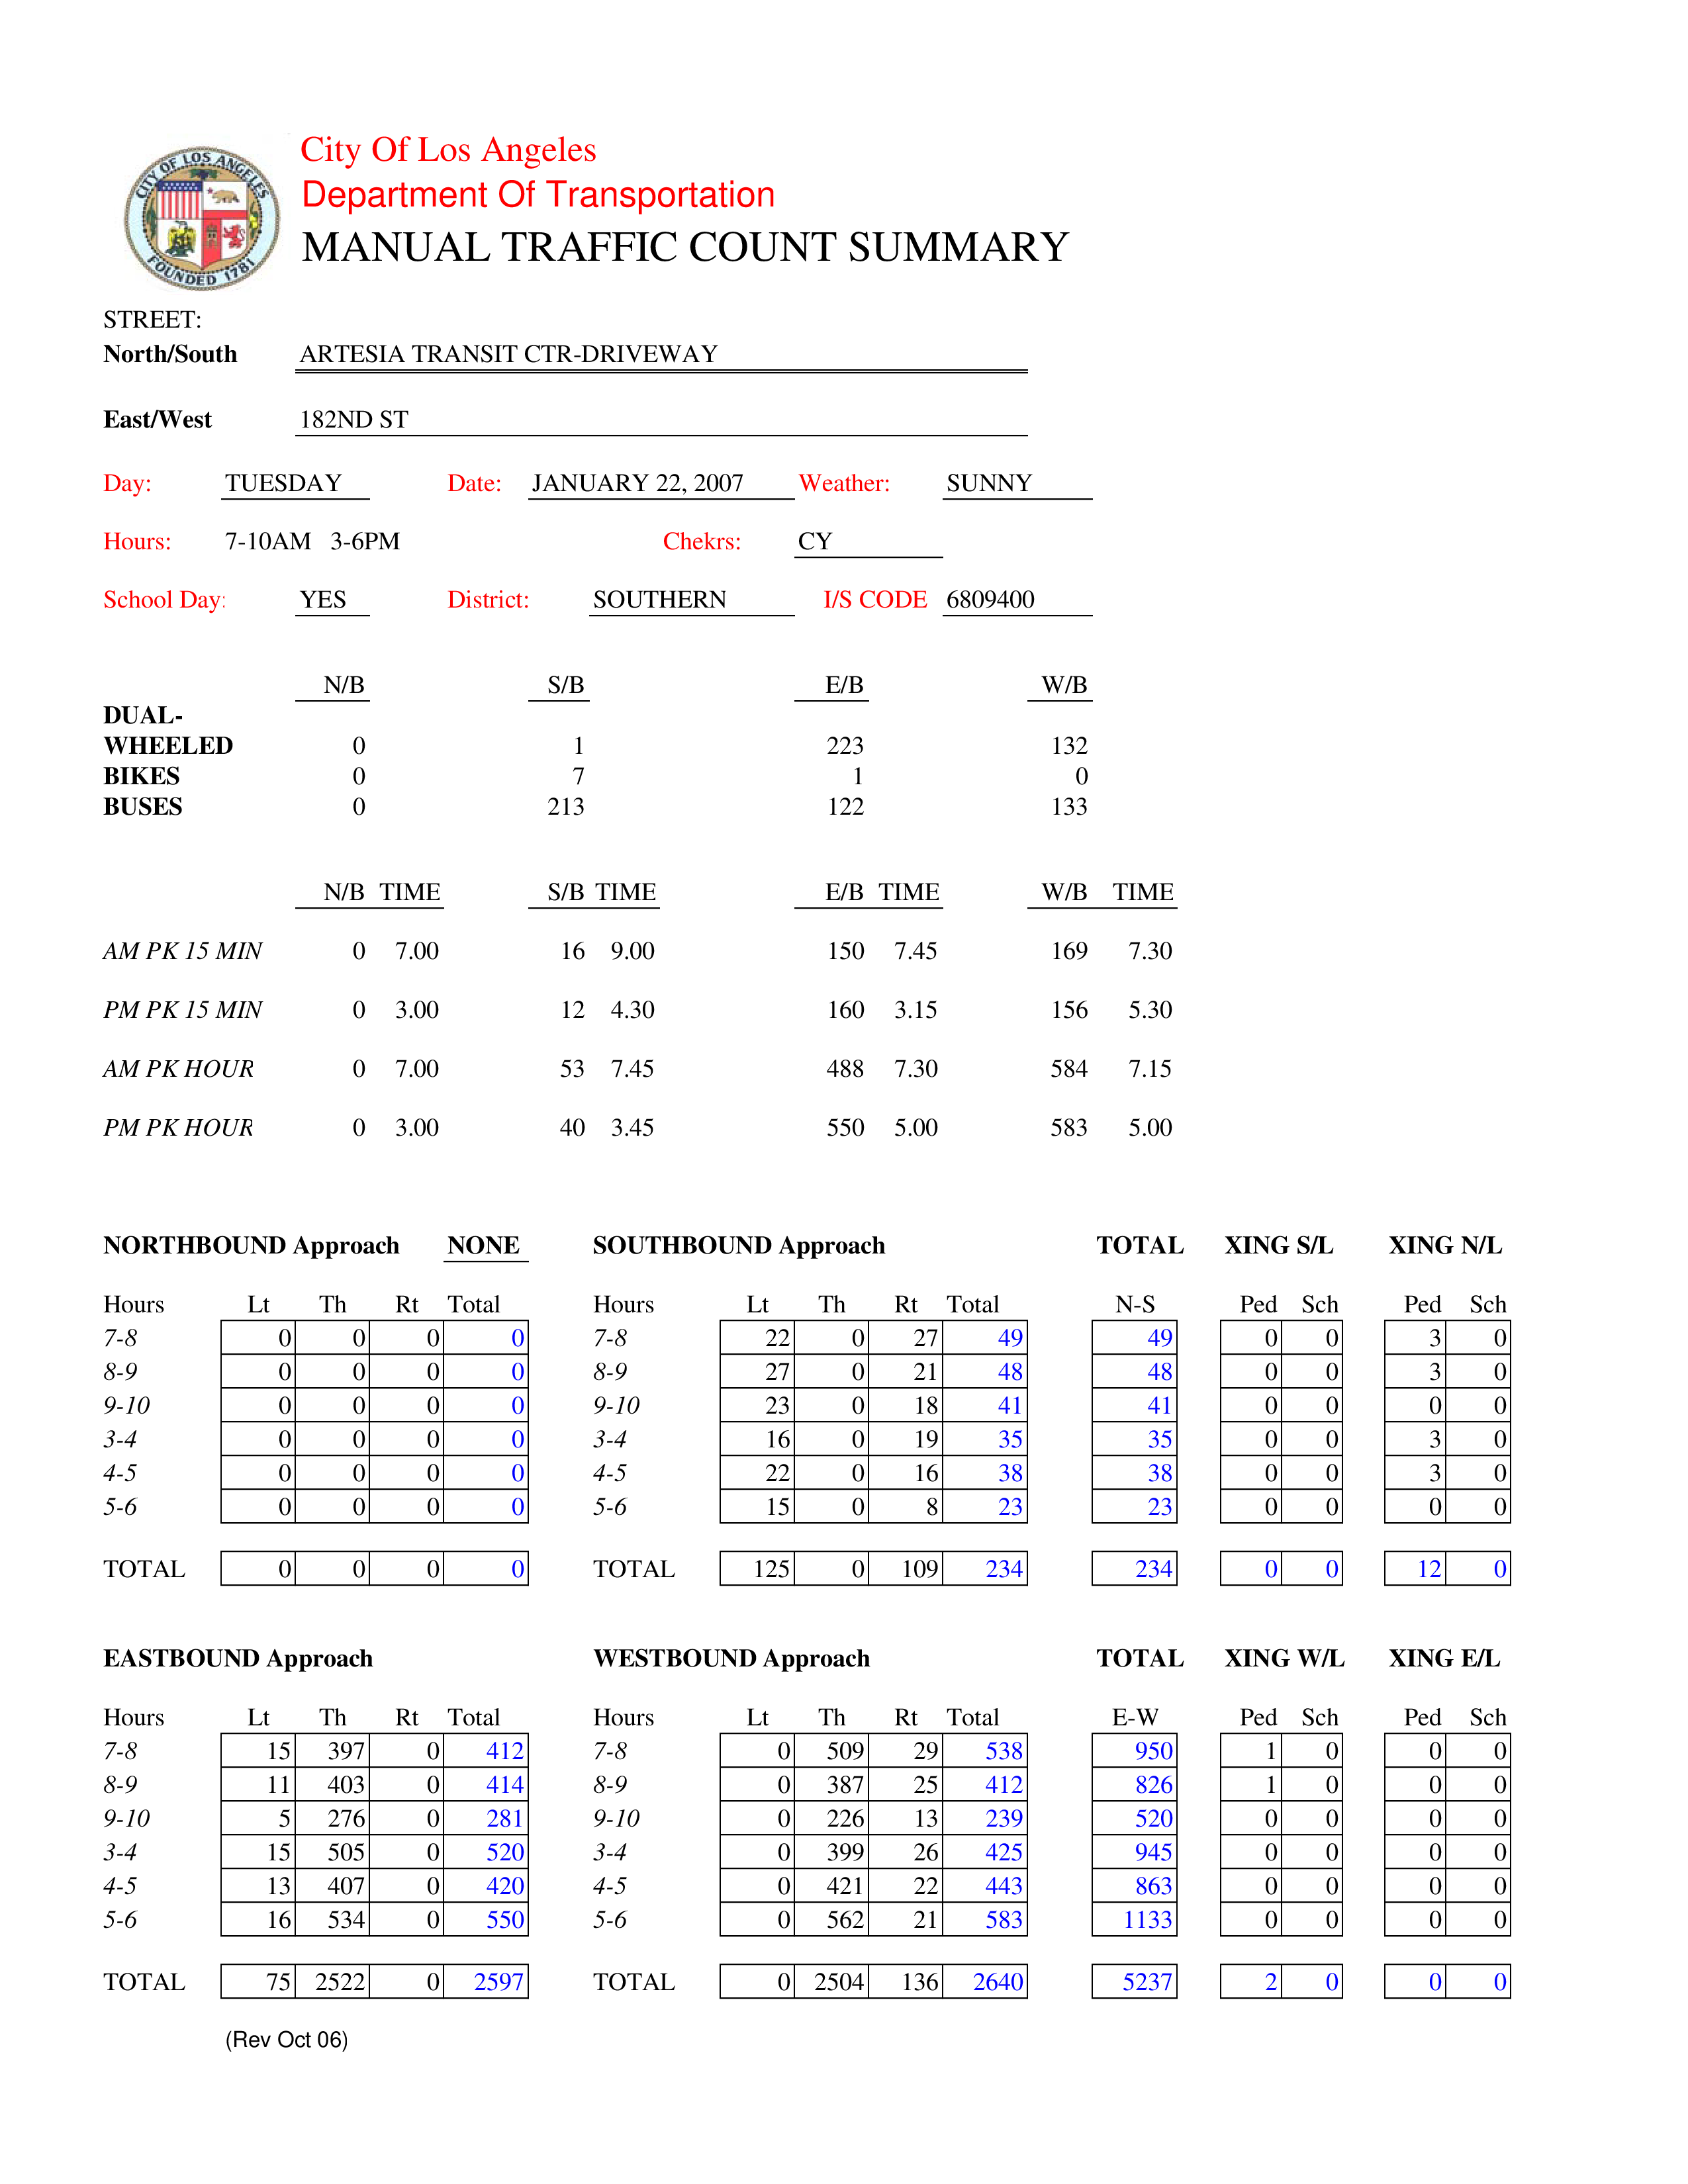 CITY OF LOS ANGELES
FOUNDED 1781
City Of Los Angeles
Department Of Transportation
MANUAL TRAFFIC COUNT SUMMARY
STREET:
North/South ARTESIA TRANSIT CTR-DRIVEWAY
East/West 182ND ST
Day: TUESDAY Date: JANUARY 22, 2007 Weather: SUNNY
Hours: 7-10AM 3-6PM Chekrs: CY
School Day: YES District: SOUTHERN I/S CODE 6809400
N/B S/B E/B W/B
DUAL-
WHEELED 0 1 223 132
BIKES 0 7 1 0
BUSES 0 213 122 133
N/B TIME S/B TIME E/B TIME W/B TIME
AM PK 15 MIN 0 7.00 16 9.00 150 7.45 169 7.30
PM PK 15 MIN 0 3.00 12 4.30 160 3.15 156 5.30
AM PK HOUR 0 7.00 53 7.45 488 7.30 584 7.15
PM PK HOUR 0 3.00 40 3.45 550 5.00 583 5.00
NORTHBOUND Approach NONE SOUTHBOUND Approach TOTAL XING S/L XING N/L
Hours Lt Th Rt Total Hours Lt Th Rt Total N-S Ped Sch Ped Sch
7-8 0 0 0 0 7-8 22 0 27 49 49 0 0 3 0
8-9 0 0 0 0 8-9 27 0 21 48 48 0 0 3 0
9-10 0 0 0 0 9-10 23 0 18 41 41 0 0 0 0
3-4 0 0 0 0 3-4 16 0 19 35 35 0 0 3 0
4-5 0 0 0 0 4-5 22 0 16 38 38 0 0 3 0
5-6 0 0 0 0 5-6 15 0 8 23 23 0 0 0 0
TOTAL 0 0 0 0 TOTAL 125 0 109 234 234 0 0 12 0
EASTBOUND Approach WESTBOUND Approach TOTAL XING W/L XING E/L
Hours Lt Th Rt Total Hours Lt Th Rt Total E-W Ped Sch Ped Sch
7-8 15 397 0 412 7-8 0 509 29 538 950 1 0 0 0
8-9 11 403 0 414 8-9 0 387 25 412 826 1 0 0 0
9-10 5 276 0 281 9-10 0 226 13 239 520 0 0 0 0
3-4 15 505 0 520 3-4 0 399 26 425 945 0 0 0 0
4-5 13 407 0 420 4-5 0 421 22 443 863 0 0 0 0
5-6 16 534 0 550 5-6 0 562 21 583 1133 0 0 0 0
TOTAL 75 2522 0 2597 TOTAL 0 2504 136 2640 5237 2 0 0 0
(Rev Oct 06)